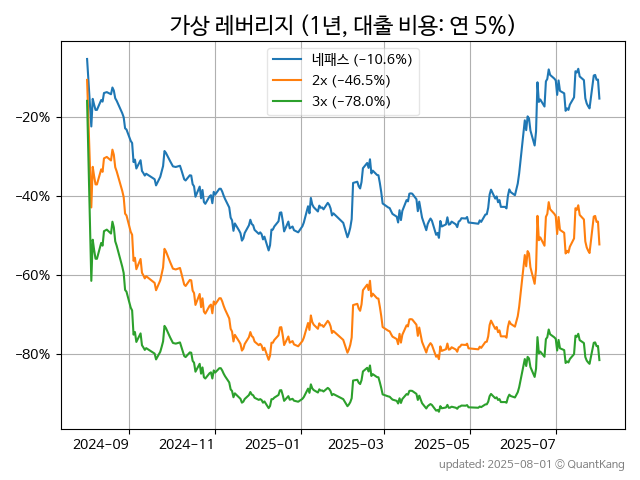 가상 레버리지 (1년, 대출 비용: 연 5%)
네패스 (−10.6%)
2x (−46.5%)
3x (−78.0%)
−20%
−40%
−60%
−80%
2024-09 2024-11 2025-01 2025-03 2025-05 2025-07
updated: 2025-08-01 © QuantKang